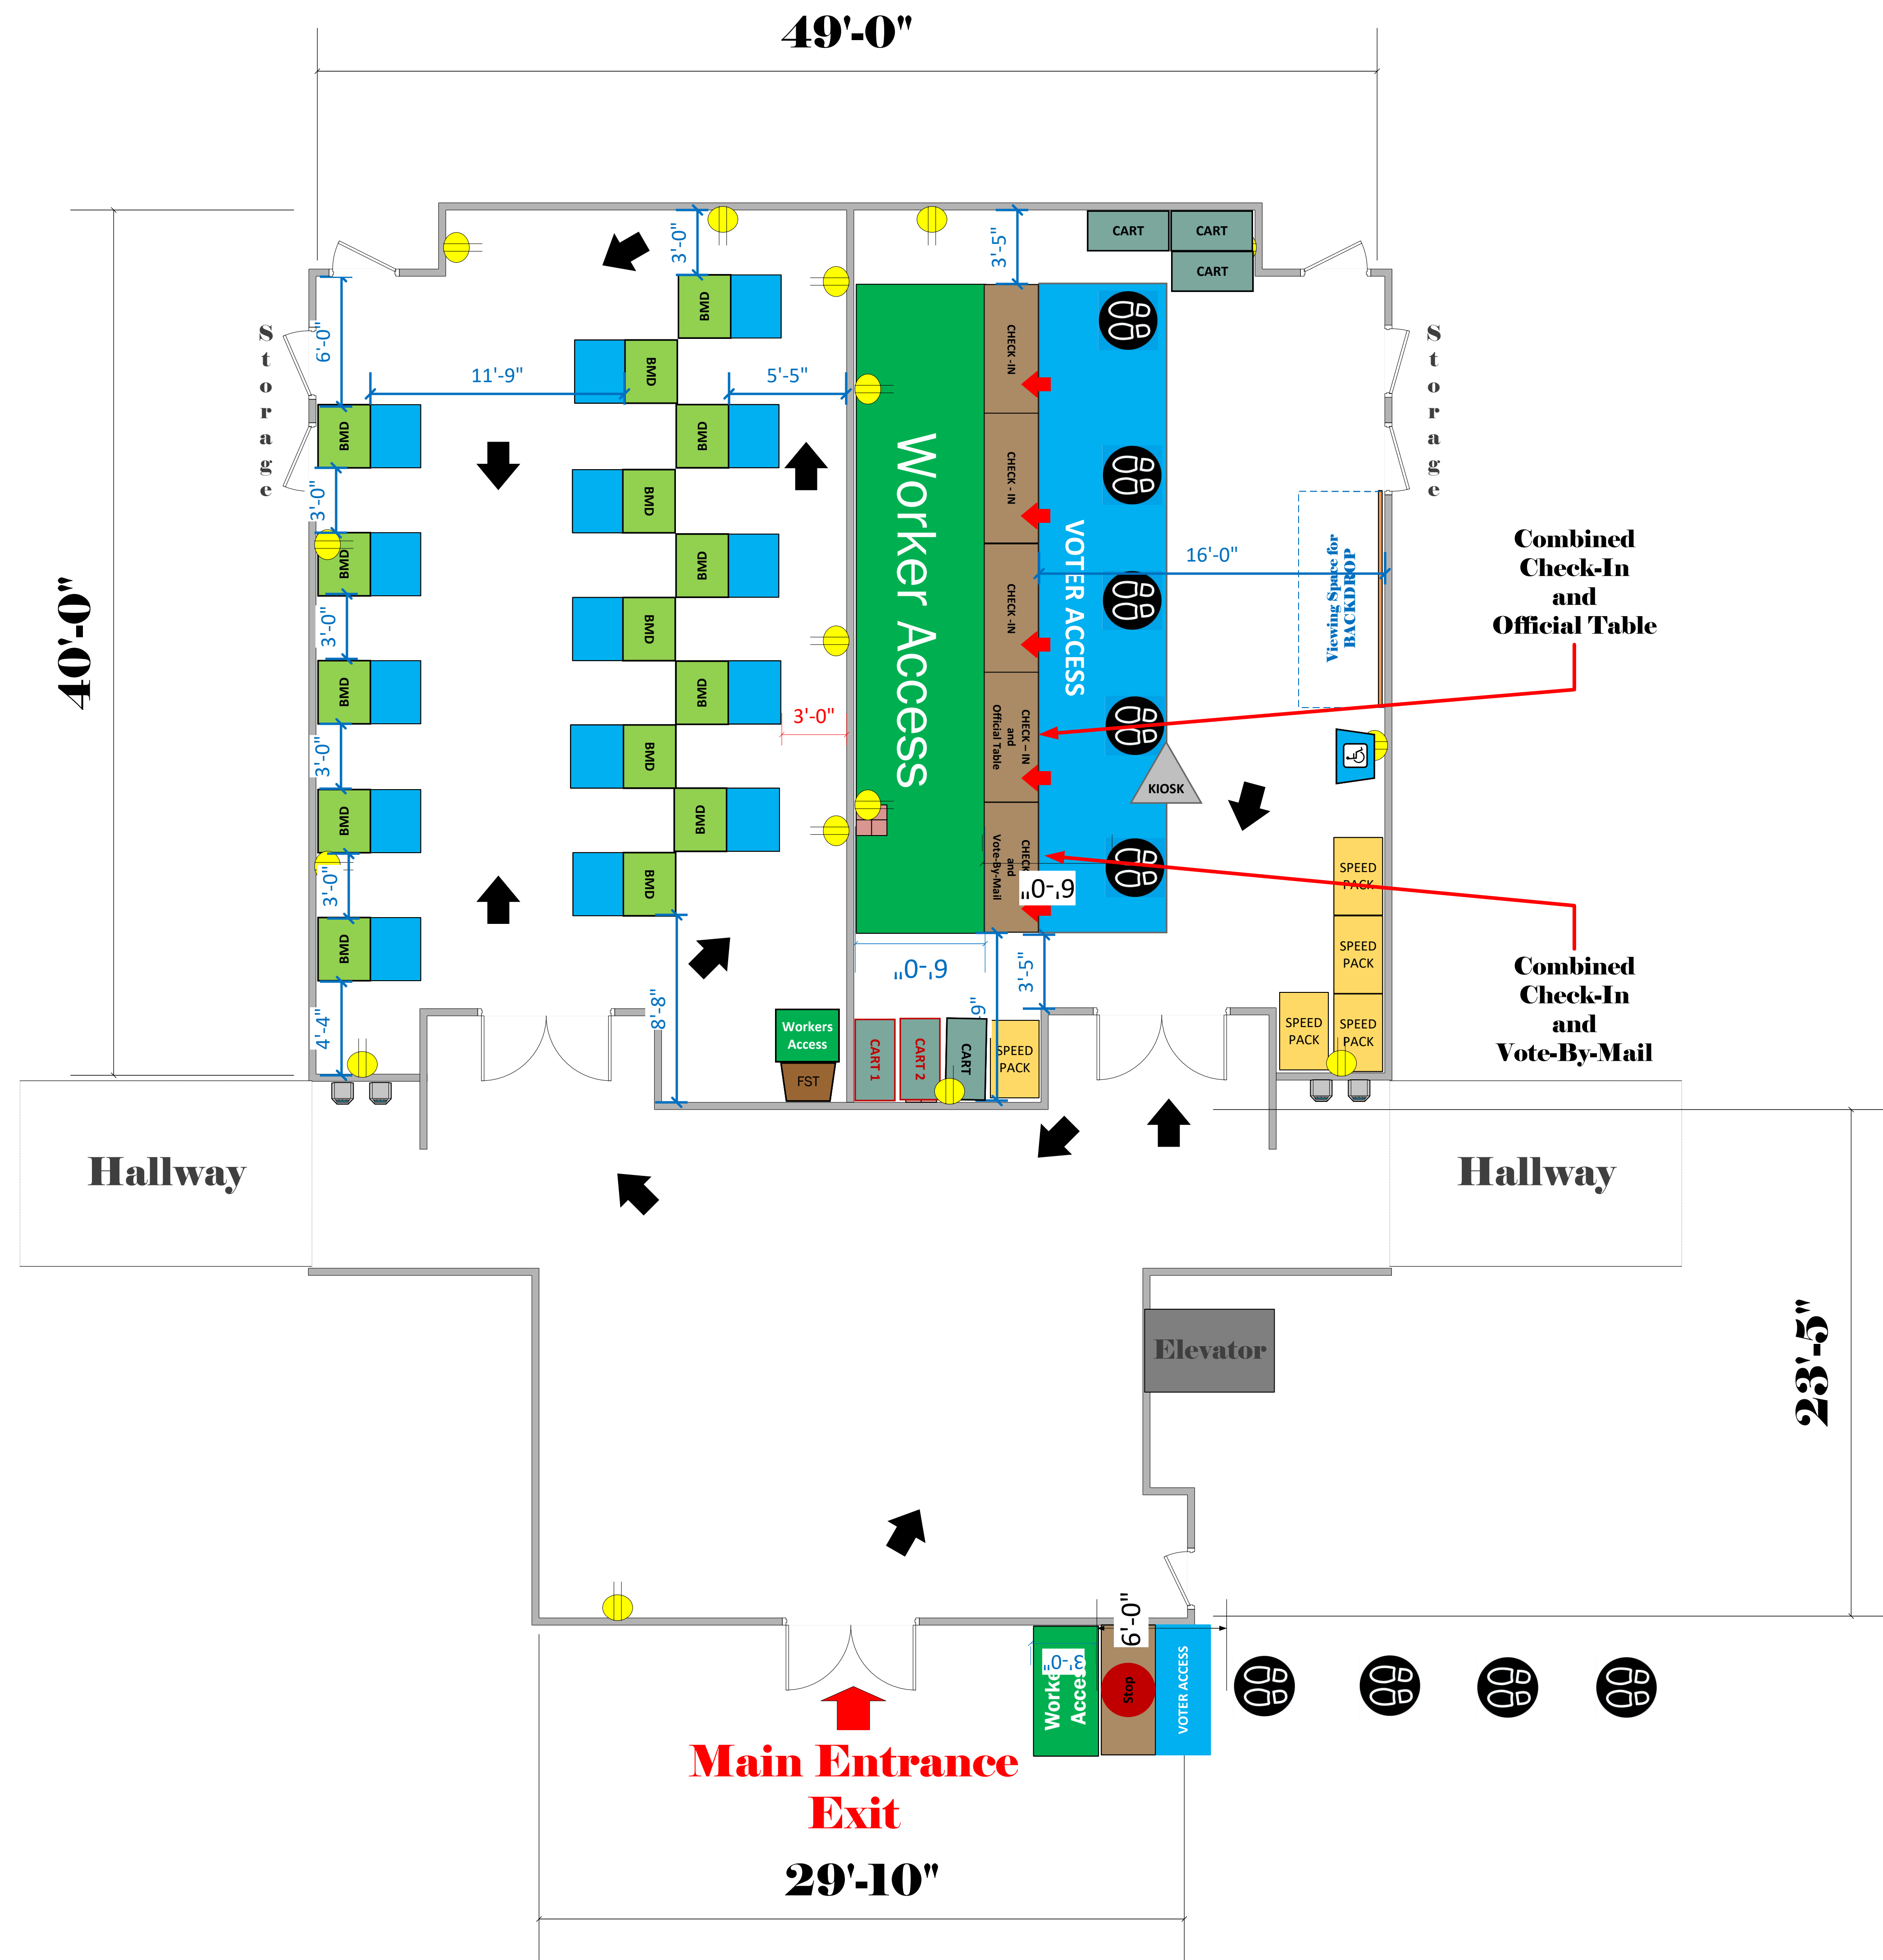 49'-0"
40'-0"
3'-0"
3'-5"
CART
CART
CART
BMD
BMD
BMD
BMD
BMD
BMD
BMD
BMD
BMD
BMD
6'-0"
11'-9"
5'-5"
Storage
BMD
3'-0"
BMD
3'-0"
BMD
3'-0"
BMD
3'-0"
BMD
4'-4"
3'-0"
8'-8"
Worker Access
CHECK -IN
CHECK - IN
CHECK -IN
CHECK – IN
and
Official Table
CHECK
and
Vote-By-Mail
VOTER ACCESS
16'-0"
Viewing Space for
BACKDROP
Storage
KIOSK
6'-0"
6'-0"
3'-5"
SPEED
PACK
SPEED
PACK
SPEED
PACK
SPEED
PACK
Workers
Access
FST
CART 1
CART 2
CART
SPEED
PACK
Combined
Check-In
and
Official Table
Combined
Check-In
and
Vote-By-Mail
Hallway
Hallway
Elevator
23'-5"
6'-0"
3'-0"
Worke
Access
Stop
VOTER ACCESS
Main Entrance
Exit
29'-10"